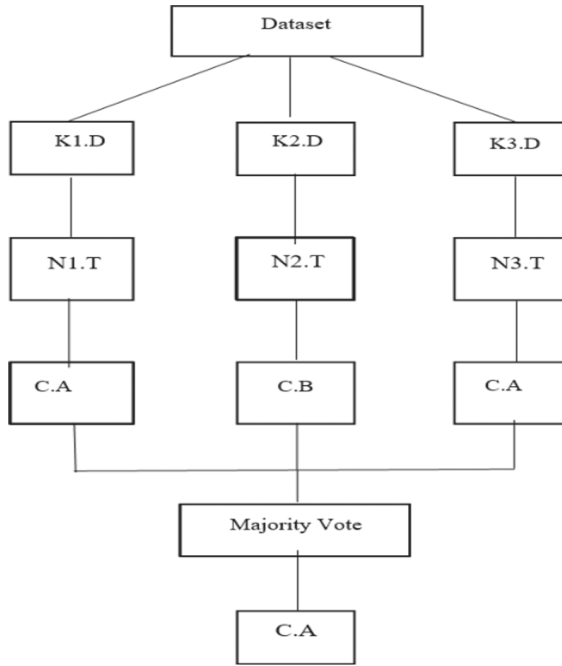 Dataset
K1.D
K2.D
K3.D
N1.T
N2.T
N3.T
C.A
C.B
C.A
Majority Vote
C.A